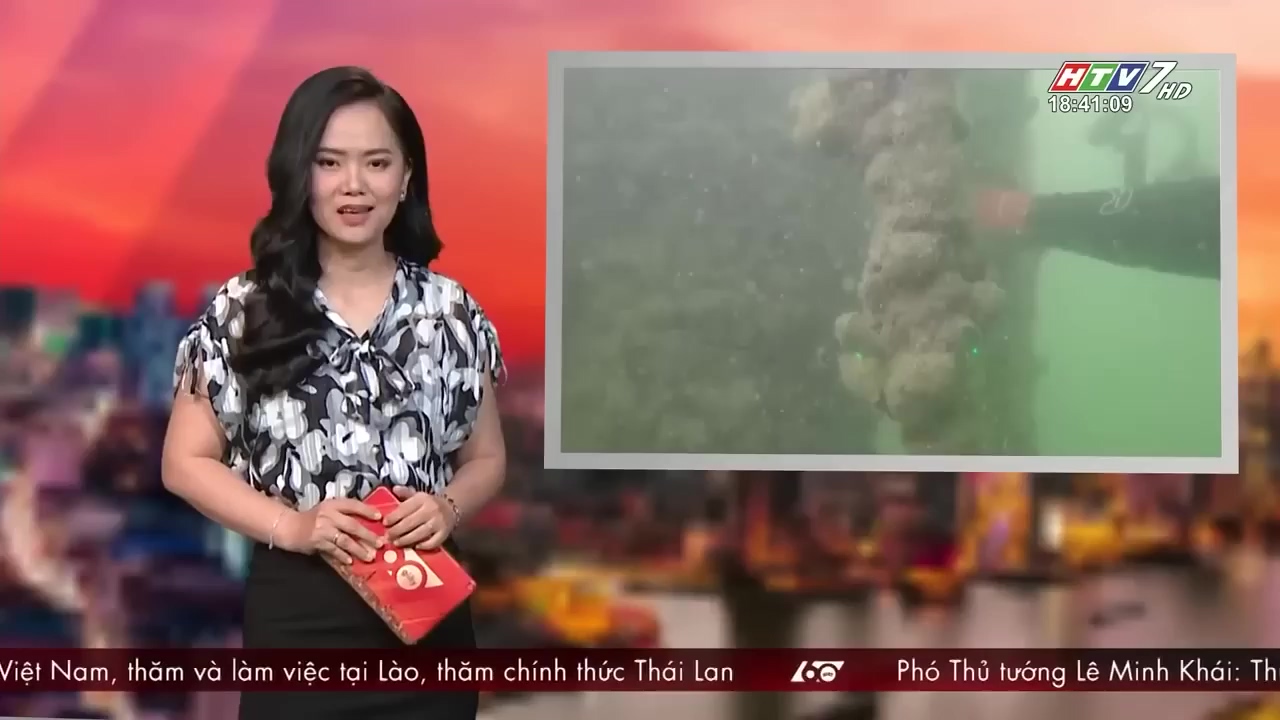 HTV7 HD
18:41:09
Việt Nam, thăm và làm việc tại Lào, thăm chính thức Thái Lan 60 Phó Thủ tướng Lê Minh Khái: